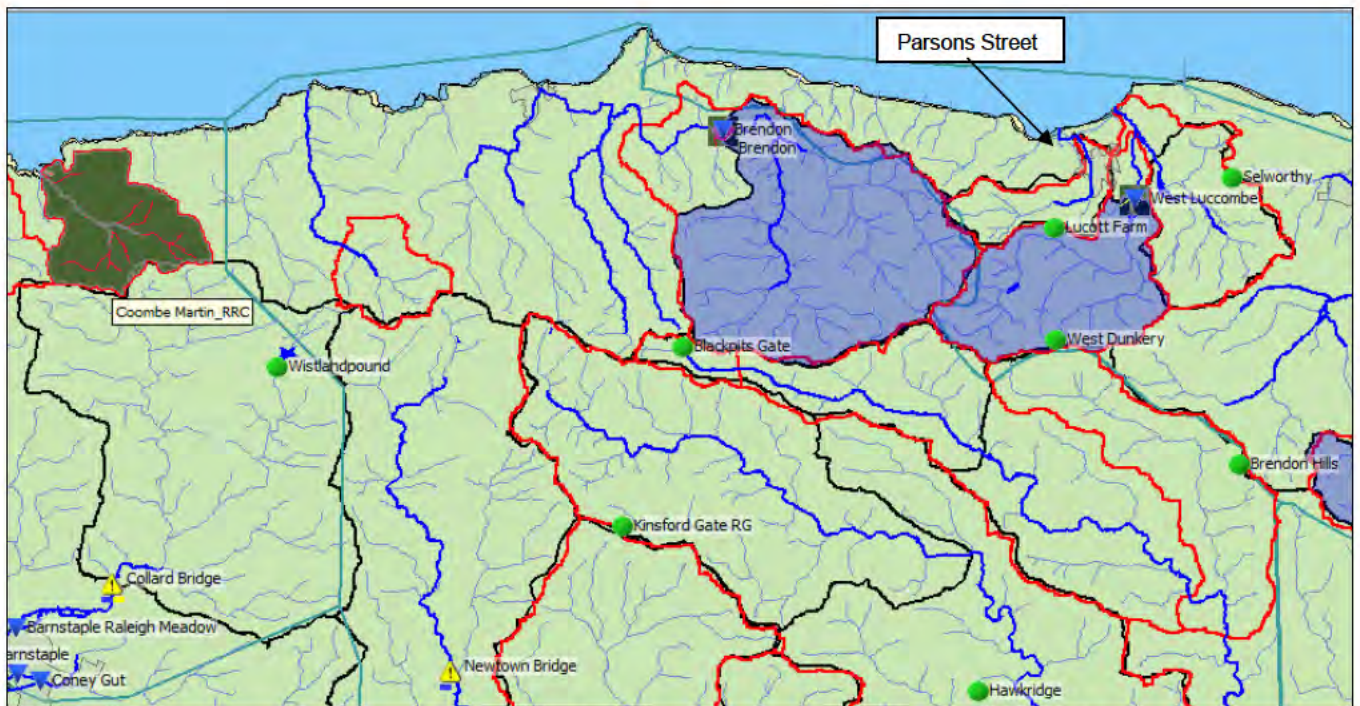 Parsons Street
Brendon
Brendon
Selworthy
West Luccombe
Lucott Farm
Coombe Martin_RRC
Blackpits Gate
West Dunkery
Wistlandpound
Brendon Hills
Kinsford Gate RG
Collard Bridge
Barnstaple Raleigh Meadow
arnstaple
Newtown Bridge
Coney Gut
Hawkridge